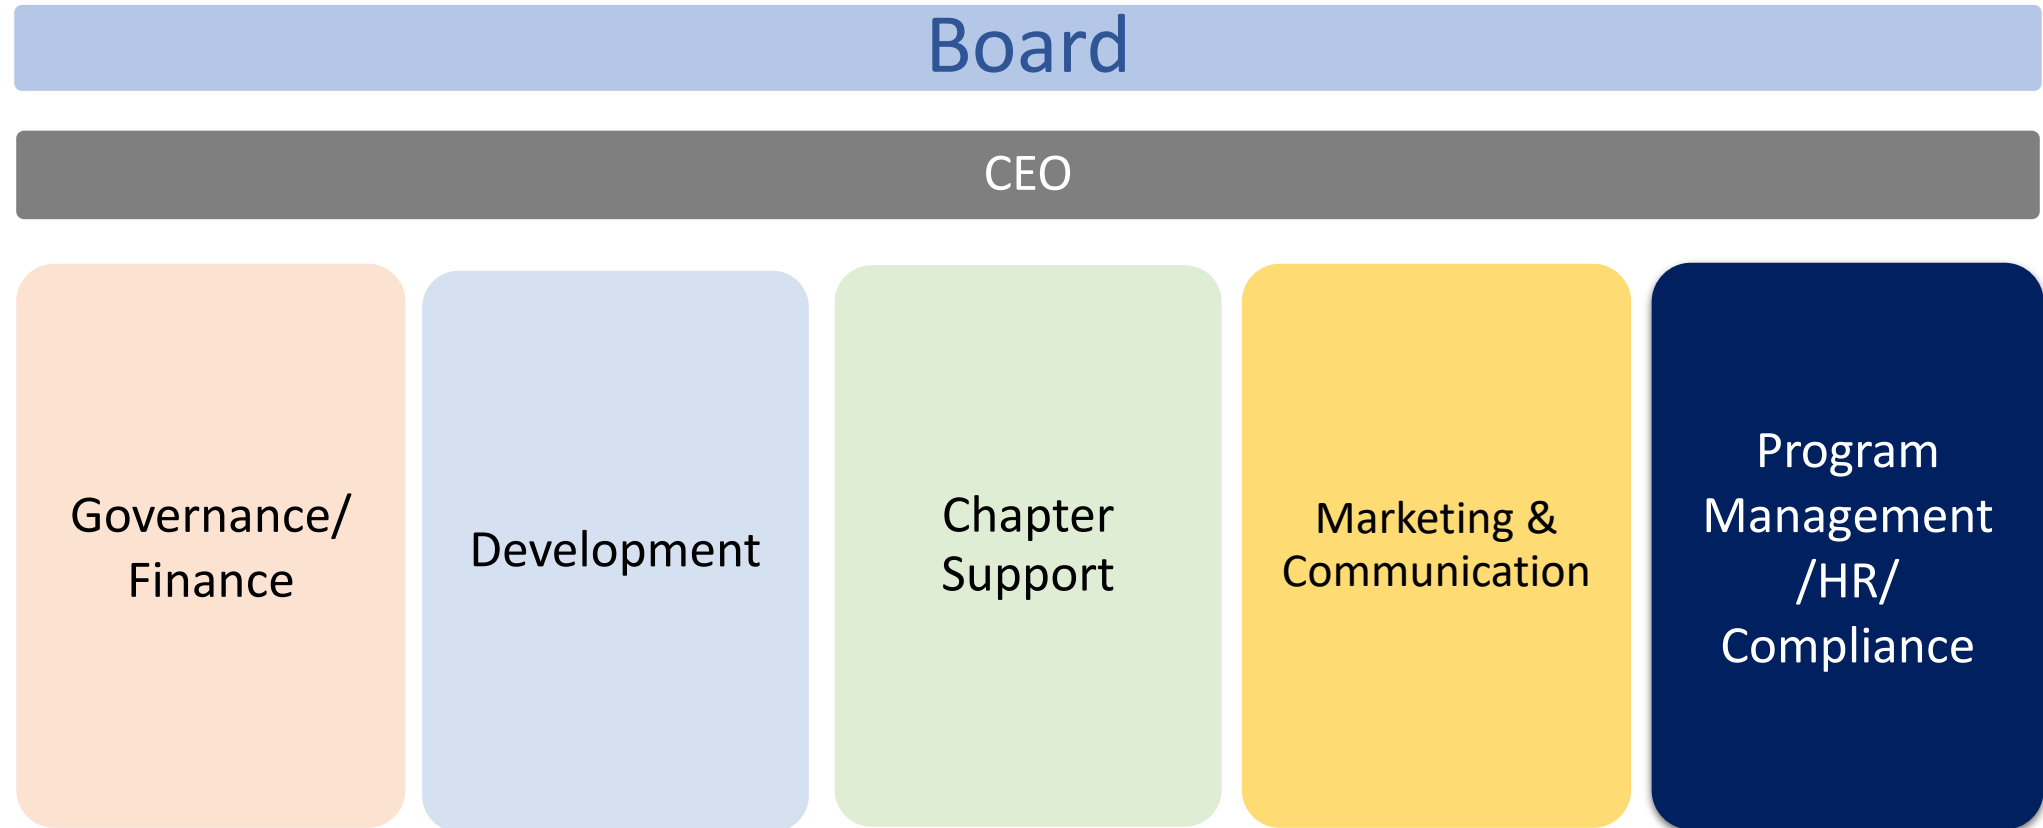 Board
CEO
Governance/
Finance
Development
Chapter
Support
Marketing &
Communication
Program
Management
/HR/
Compliance